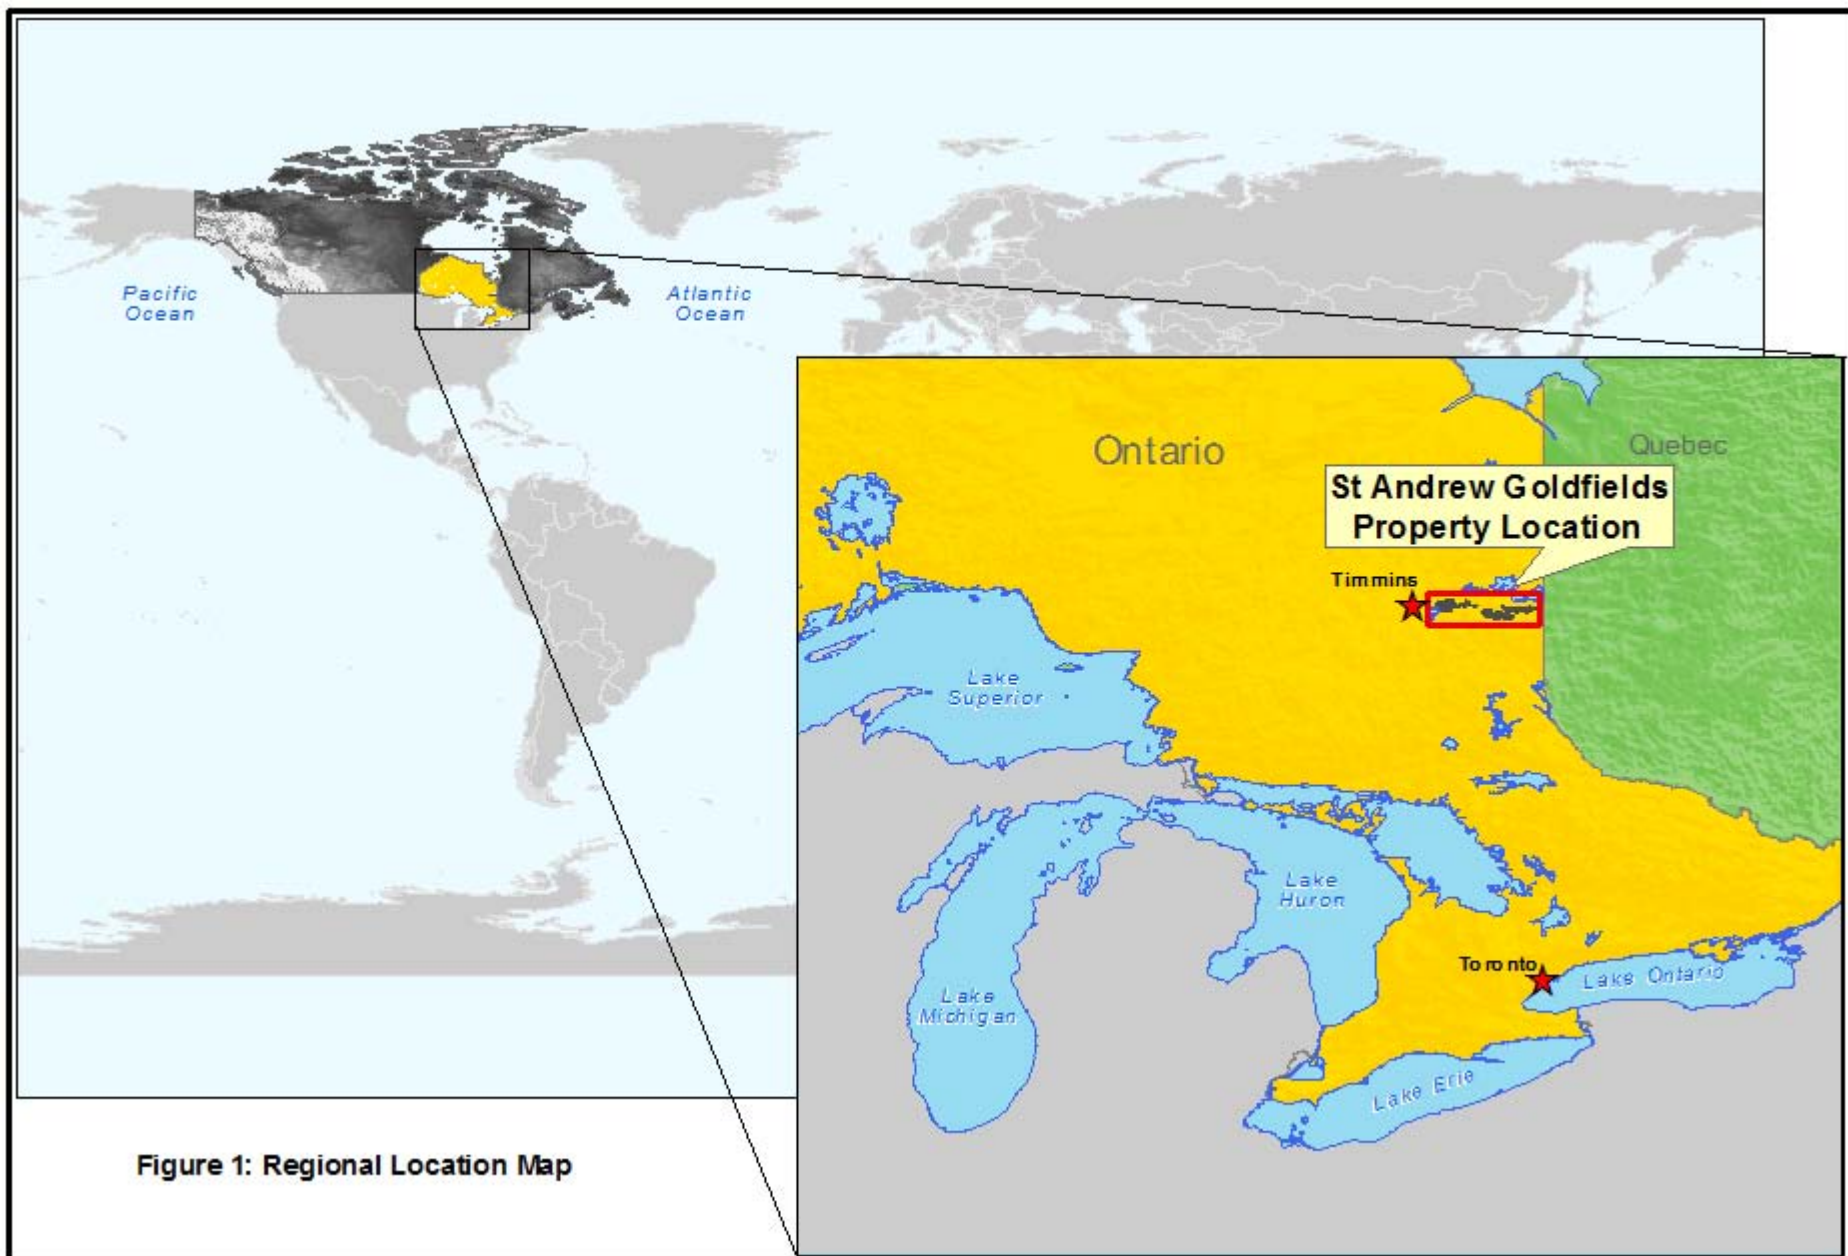 Pacific
Ocean
Atlantic
Ocean
Ontario
Quebec
St Andrew Goldfields
Property Location
Timmins
Lake
Superior
Lake
Huron
Toronto
Lake Ontario
Lake
Michigan
Lake Erie
Figure 1: Regional Location Map